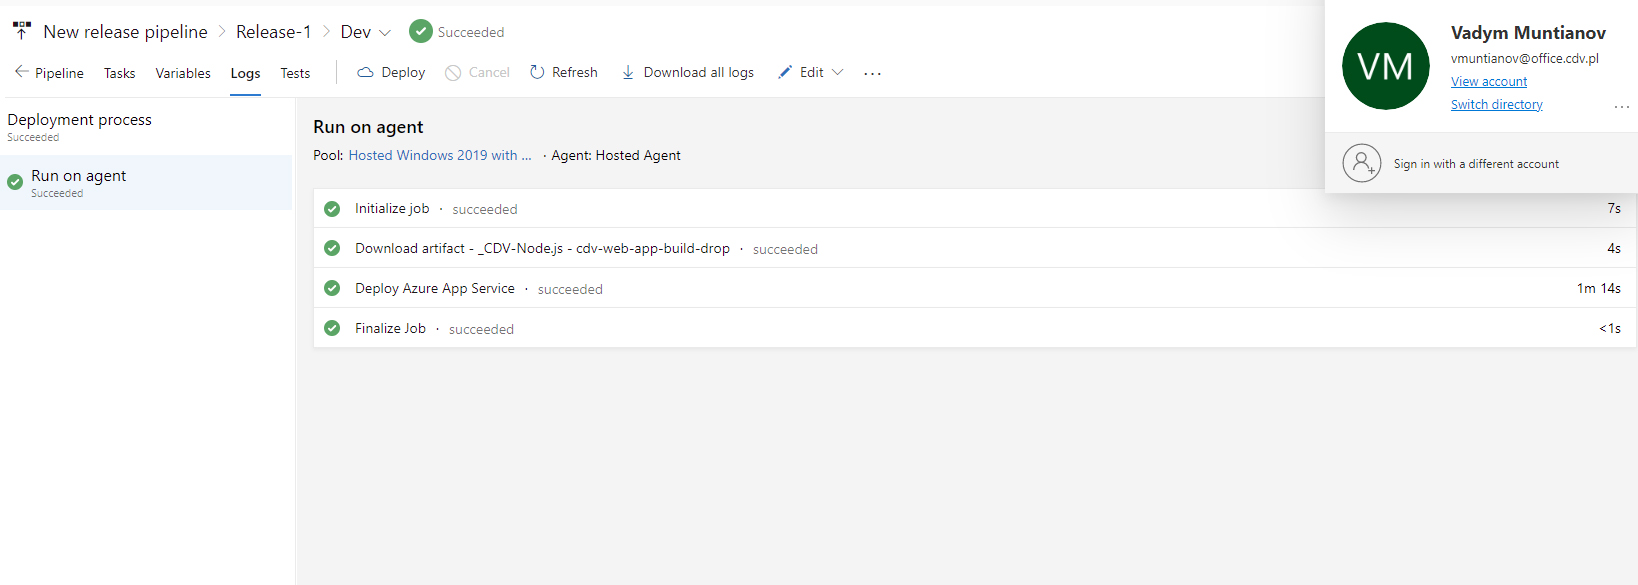 New release pipeline > Release-1 > Dev Succeeded
Pipeline Tasks Variables Logs Tests Deploy Cancel Refresh Download all logs Edit ...
Deployment process
Succeeded
Run on agent
Succeeded
Run on agent
Pool: Hosted Windows 2019 with ... · Agent: Hosted Agent
Initialize job · succeeded 7s
Download artifact - _CDV-Node.js - cdv-web-app-build-drop · succeeded 4s
Deploy Azure App Service · succeeded 1m 14s
Finalize Job · succeeded <1s
VM
Vadym Muntianov
vmuntianov@office.cdv.pl
View account
Switch directory ...
Sign in with a different account